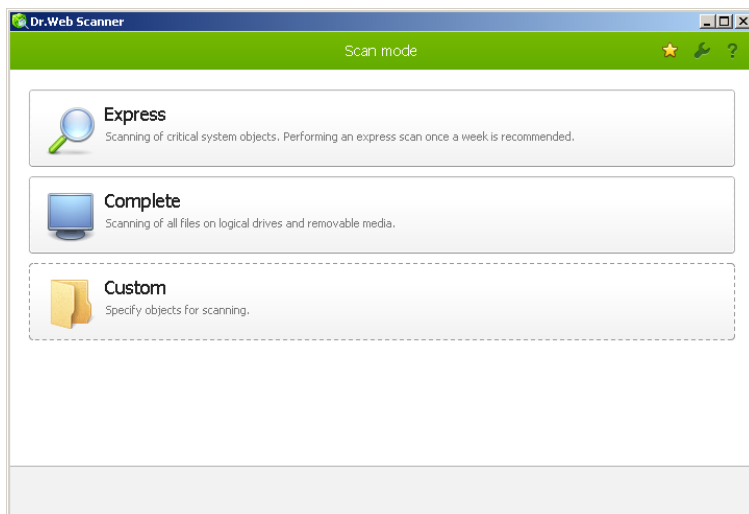 Dr.Web Scanner
Scan mode
?
Express
Scanning of critical system objects. Performing an express scan once a week is recommended.
Complete
Scanning of all files on logical drives and removable media.
Custom
Specify objects for scanning.